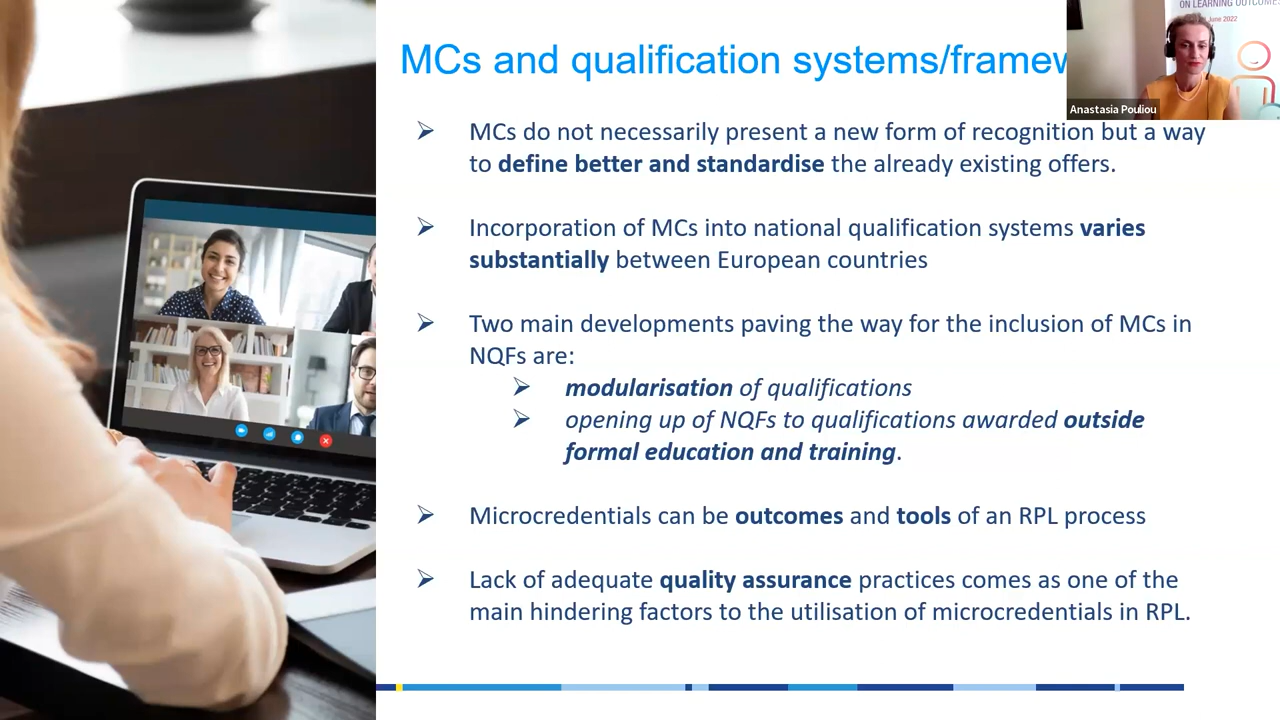 MCs and qualification systems/framew
ON LEARNING OUTCOMES
June 2022
Anastasia Pouliou
MCs do not necessarily present a new form of recognition but a way
to define better and standardise the already existing offers.
Incorporation of MCs into national qualification systems varies
substantially between European countries
Two main developments paving the way for the inclusion of MCs in
NQFs are:
modularisation of qualifications
opening up of NQFs to qualifications awarded outside
formal education and training.
Microcredentials can be outcomes and tools of an RPL process
Lack of adequate quality assurance practices comes as one of the
main hindering factors to the utilisation of microcredentials in RPL.